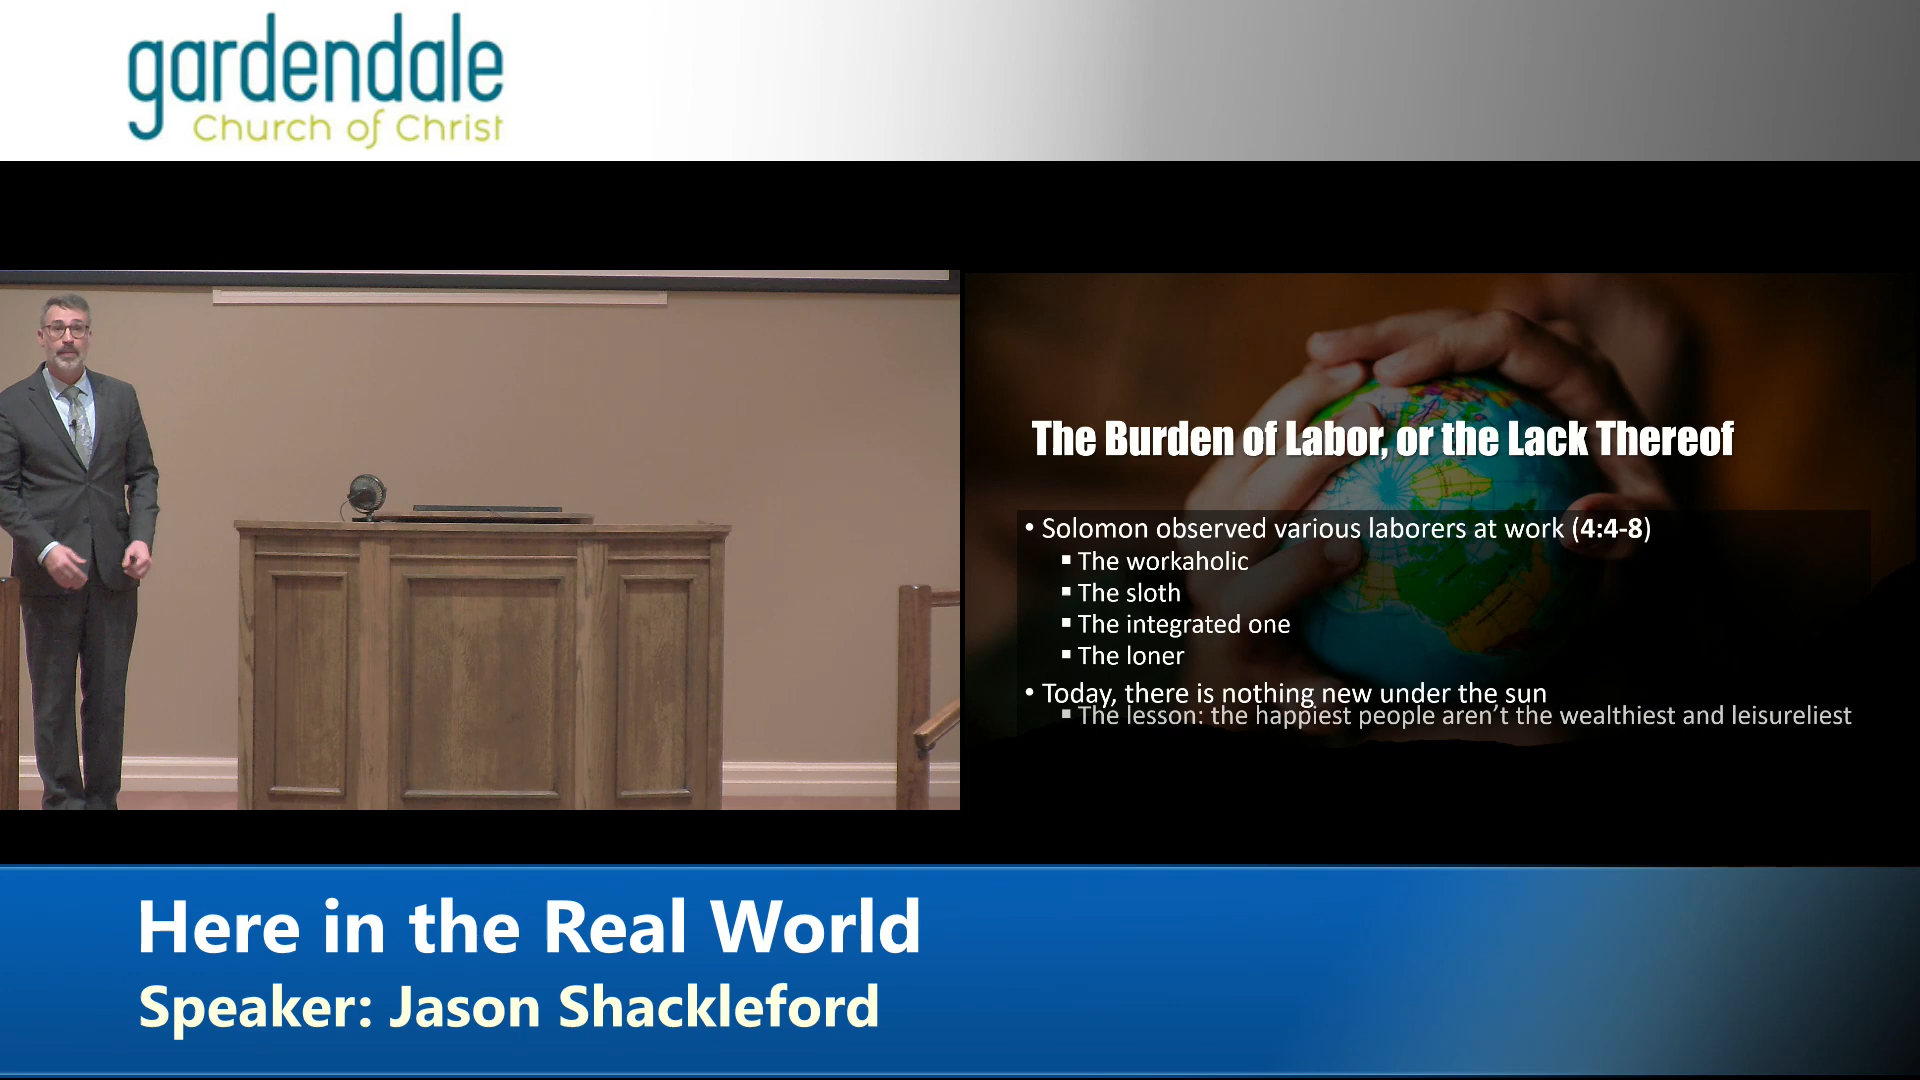 gardendale
Church of Christ
The Burden of Labor, or the Lack Thereof
• Solomon observed various laborers at work (4:4-8)
▪ The workaholic
▪ The sloth
▪ The integrated one
▪ The loner
• Today, there is nothing new under the sun
▪ The lesson: the happiest people aren't the wealthiest and leisureliest
Here in the Real World
Speaker: Jason Shackleford